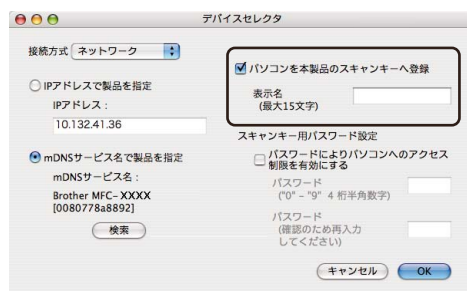 デバイスセレクタ
接続方式 ネットワーク
IPアドレスで製品を指定
IPアドレス：
10.132.41.36
mDNSサービス名で製品を指定
mDNSサービス名：
Brother MFC-XXXX
[0080778a8892]
検索
パソコンを本製品のスキャンキーへ登録
表示名
(最大15文字)
スキャンキー用パスワード設定
パスワードによりパソコンへのアクセス
制限を有効にする
パスワード
("0" – "9" 4 桁半角数字)
パスワード
(確認のため再入力
してください)
キャンセル OK